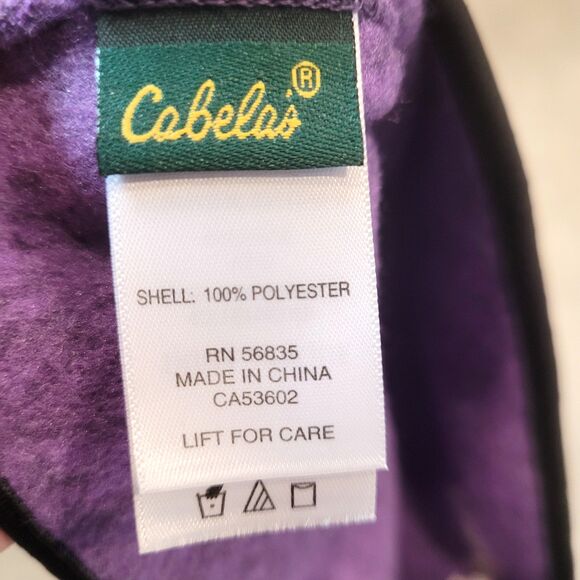 Cabela's®
SHELL: 100% POLYESTER
RN 56835
MADE IN CHINA
CA53602
LIFT FOR CARE